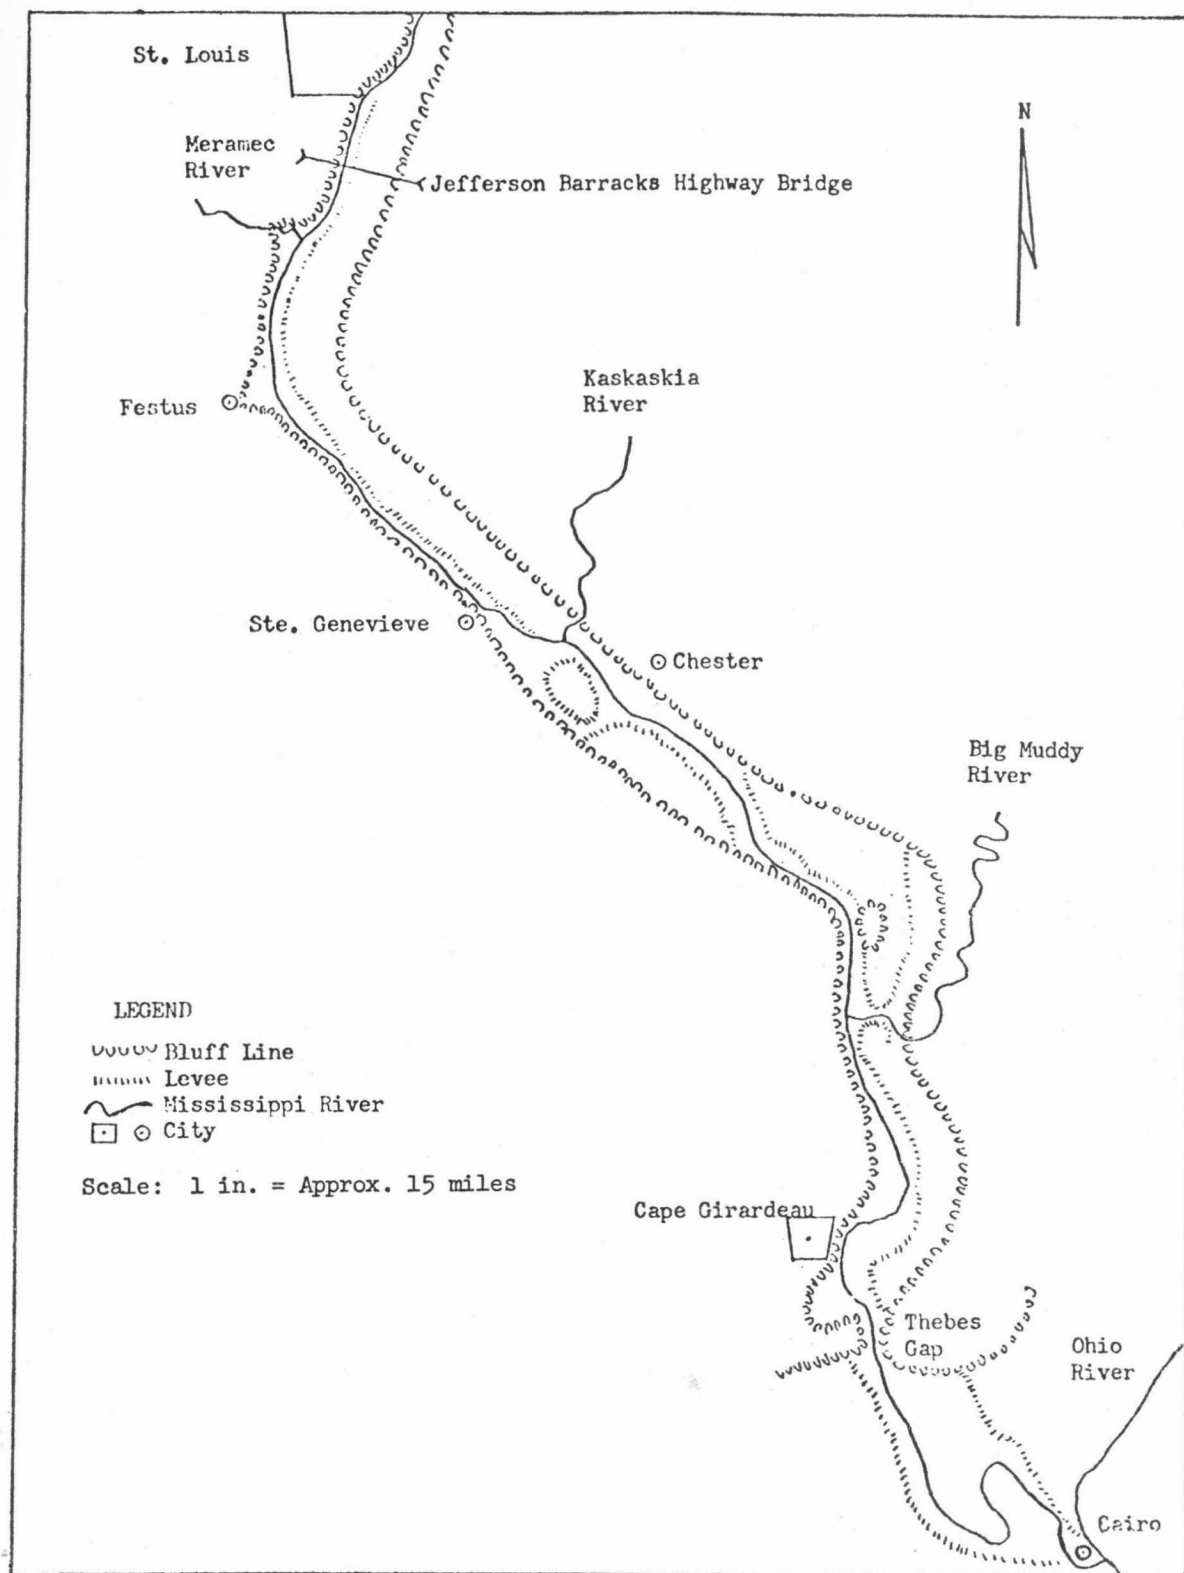 St. Louis
N
Meramec
River
Jefferson Barracks Highway Bridge
Kaskaskia
River
Festus
Ste. Genevieve
Chester
Big Muddy
River
LEGEND
Bluff Line
Levee
Mississippi River
City
Scale: 1 in. = Approx. 15 miles
Cape Girardeau
Thebes
Gap
Ohio
River
Cairo